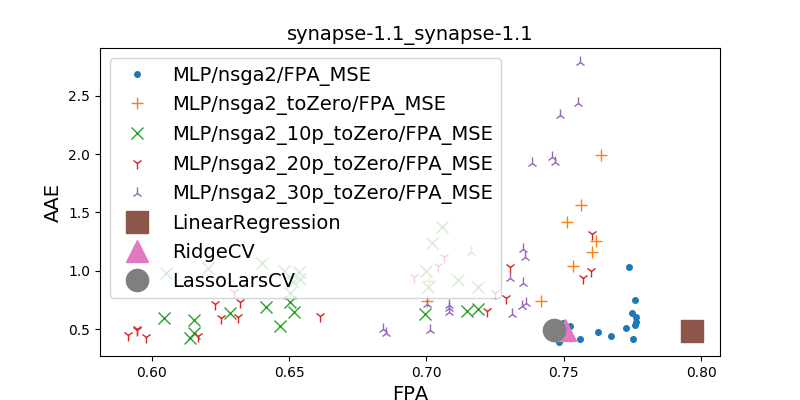 synapse-1.1_synapse-1.1
MLP/nsga2/FPA_MSE
MLP/nsga2_toZero/FPA_MSE
MLP/nsga2_10p_toZero/FPA_MSE
MLP/nsga2_20p_toZero/FPA_MSE
MLP/nsga2_30p_toZero/FPA_MSE
LinearRegression
RidgeCV
LassoLarsCV
AAE
2.5
2.0
1.5
1.0
0.5
0.60 0.65 0.70 0.75 0.80
FPA